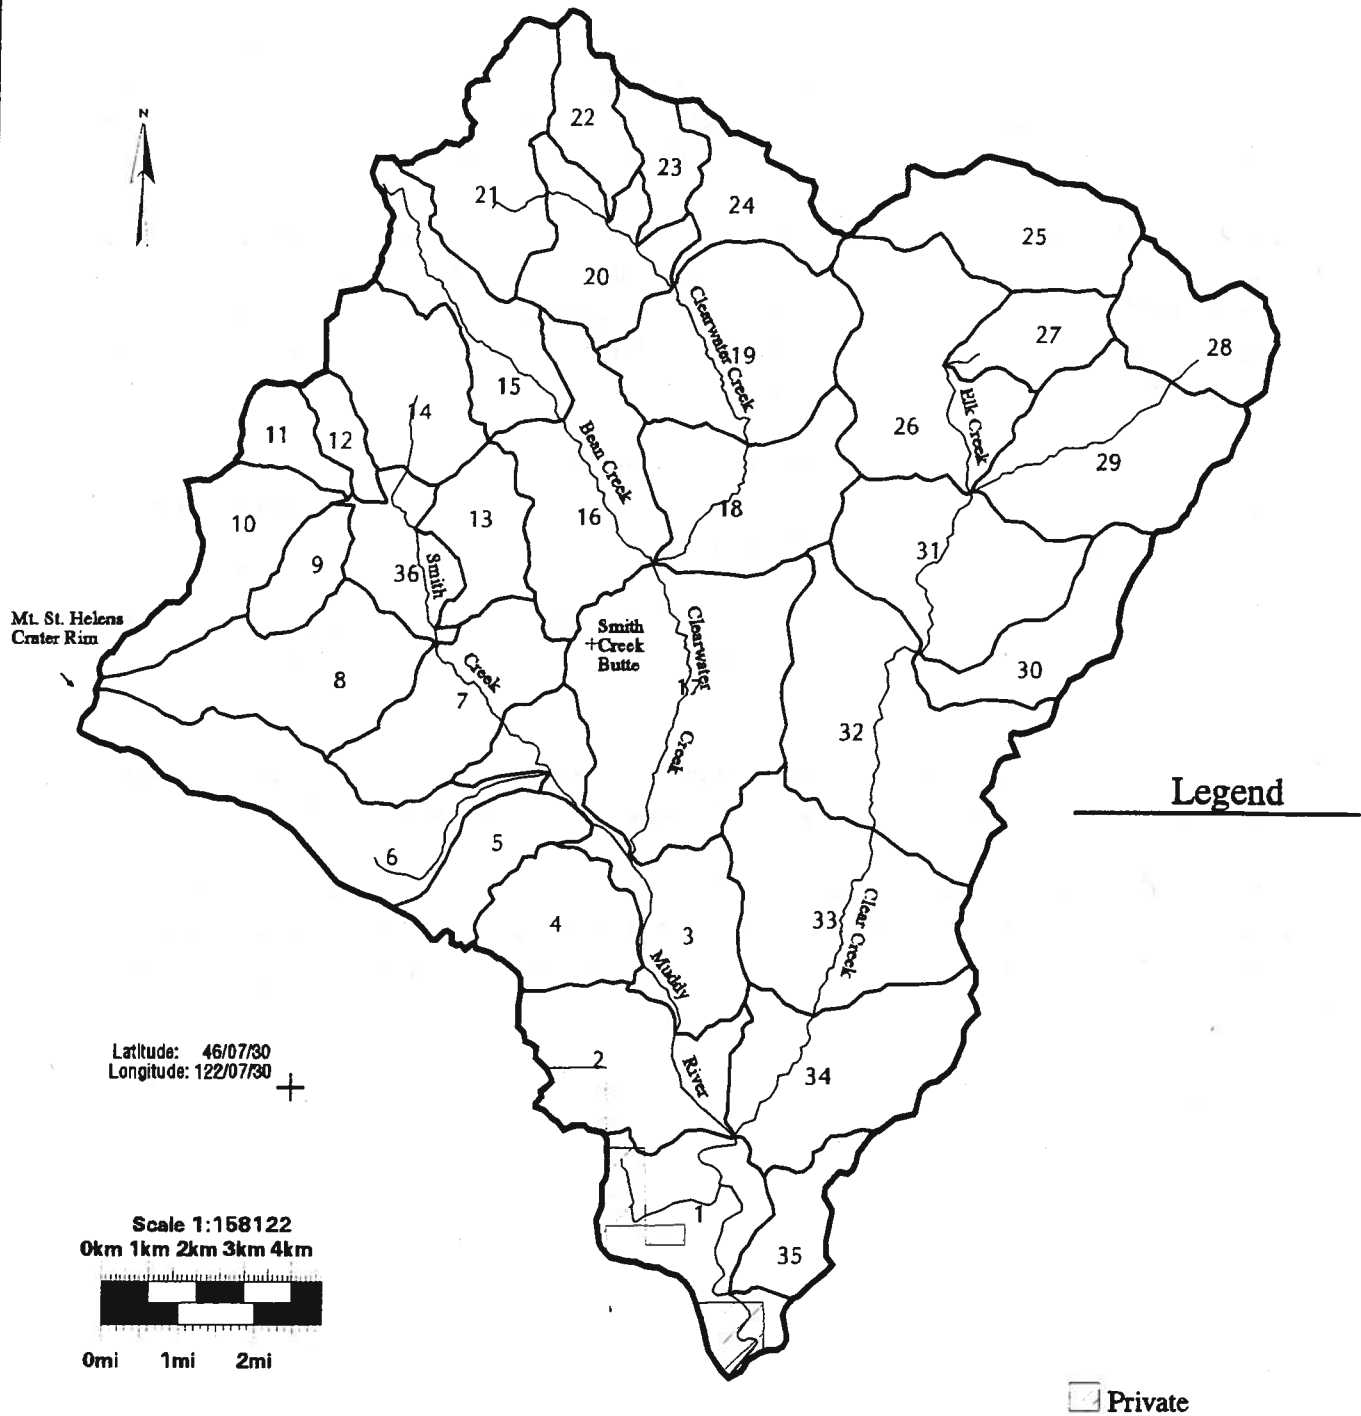 N
22
23
21
24
25
20
27
28
Clearwater Creek
19
15
14
Elk Creek
26
11
12
Bean Creek
29
18
13
16
10
31
9
36
Smith
Mt. St. Helens
Crater Rim
Smith
Creek
Butte
Clearwater
30
Creek
8
17
7
32
Creek
Legend
5
6
4
33
Clear Creek
3
Muddy
Latitude: 46/07/30
Longitude: 122/07/30
2
River
34
1
35
Scale 1:158122
0km 1km 2km 3km 4km
0mi 1mi 2mi
Private